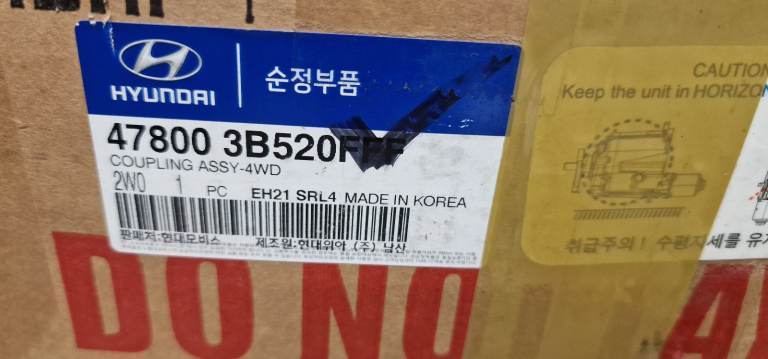 HYUNDAI
순정부품
47800 3B520FFF
COUPLING ASSY-4WD
2W0 1 PC EH21 SRL4 MADE IN KOREA
판매처:현대모비스 제조원:현대위아 (주) 남산
CAUTION
Keep the unit in HORIZON
취급주의! 수평자세를 유지
DO NO